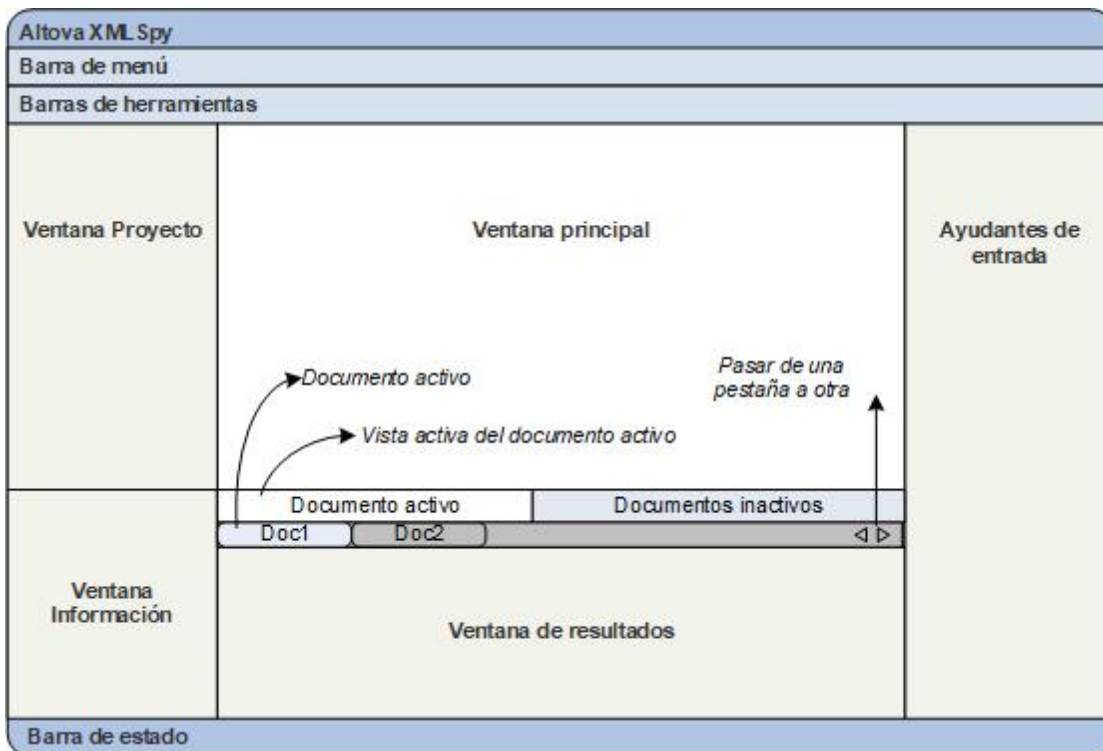 Altova XMLSpy
Barra de menú
Barras de herramientas
Ventana Proyecto
Ventana principal
Ayudantes de
entrada
Documento activo
Pasar de una
pestaña a otra
Vista activa del documento activo
Documento activo
Documentos inactivos
Doc1
Doc2
Ventana
Información
Ventana de resultados
Barra de estado